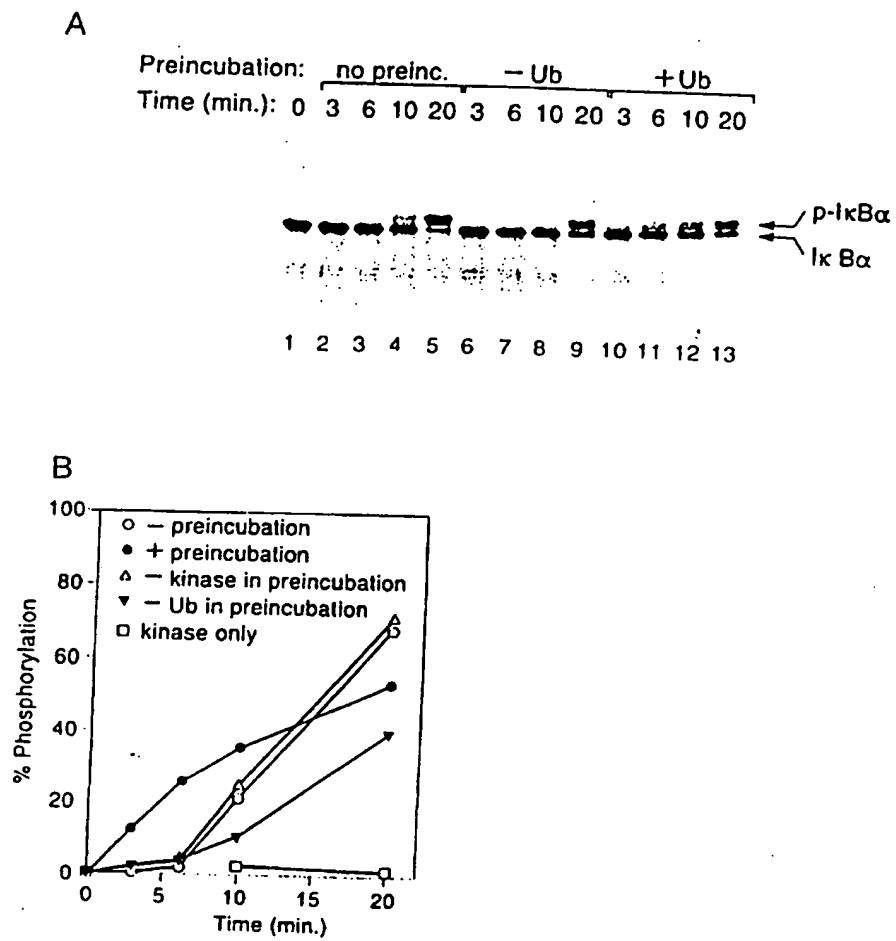 A
Preincubation: no preinc. – Ub + Ub
Time (min.): 0 3 6 10 20 3 6 10 20 3 6 10 20
p-IκBα
Iκ Bα
1 2 3 4 5 6 7 8 9 10 11 12 13
B
100
80
60
40
20
0
% Phosphorylation
– preincubation
+ preincubation
– kinase in preincubation
– Ub in preincubation
kinase only
0 5 10 15 20
Time (min.)